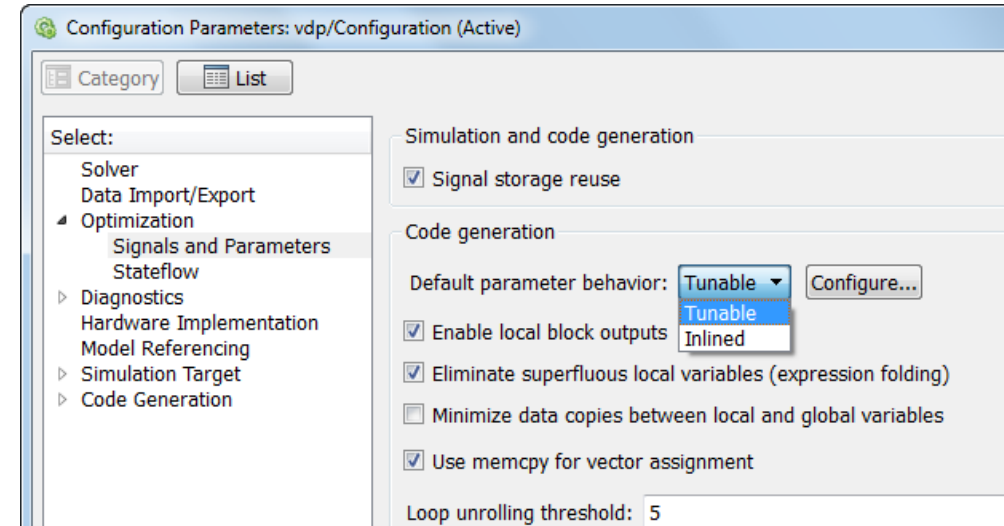 Configuration Parameters: vdp/Configuration (Active)
Category
List
Select:
Solver
Data Import/Export
Optimization
Signals and Parameters
Stateflow
Diagnostics
Hardware Implementation
Model Referencing
Simulation Target
Code Generation
Simulation and code generation
Signal storage reuse
Code generation
Default parameter behavior: Tunable Configure...
Tunable
Inlined
Enable local block outputs
Eliminate superfluous local variables (expression folding)
Minimize data copies between local and global variables
Use memcpy for vector assignment
Loop unrolling threshold: 5